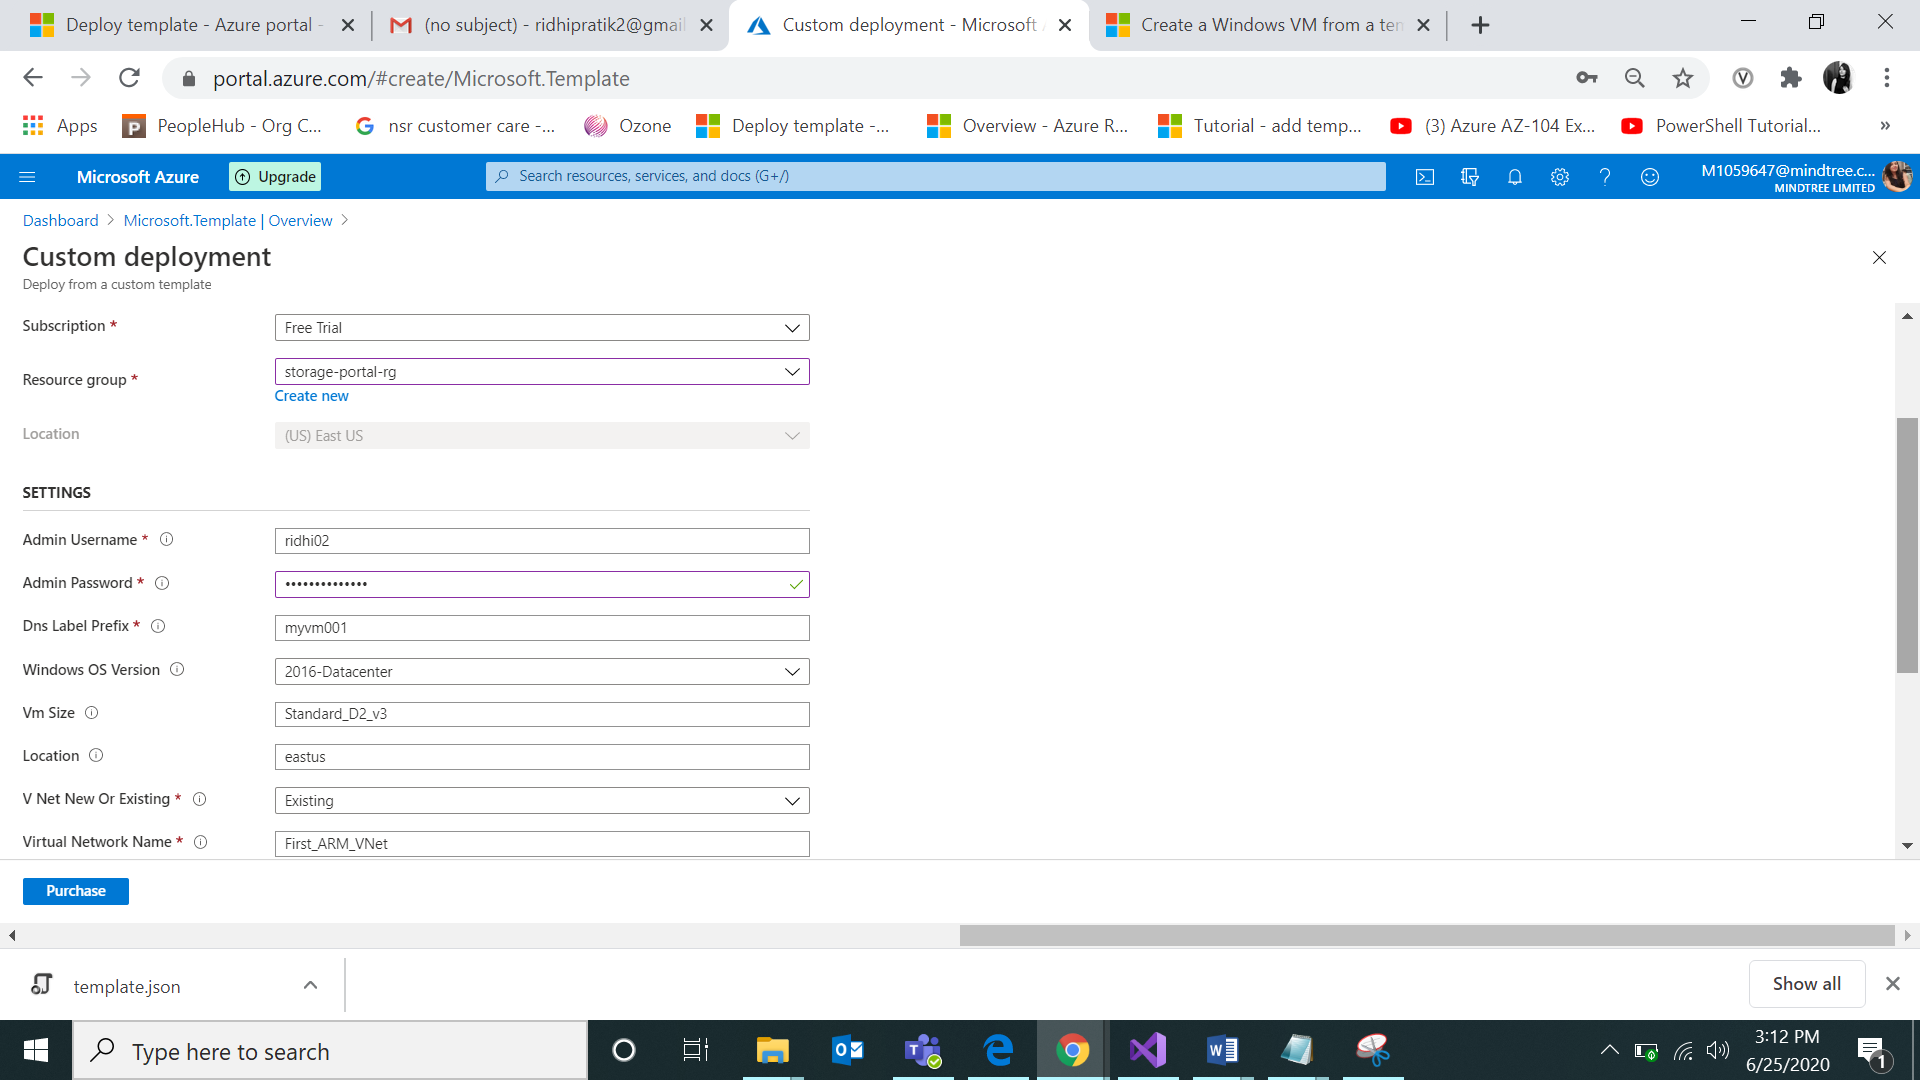 Deploy template - Azure portal -
(no subject) - ridhipratik2@gmail
Custom deployment - Microsoft A
Create a Windows VM from a tem
portal.azure.com/#create/Microsoft.Template
Apps
PeopleHub - Org C...
nsr customer care -...
Ozone
Deploy template -...
Overview - Azure R...
Tutorial - add temp...
(3) Azure AZ-104 Ex...
PowerShell Tutorial...
»
Microsoft Azure
Upgrade
Search resources, services, and docs (G+/)
M1059647@mindtree.c...
MINDTREE LIMITED
Dashboard > Microsoft.Template | Overview >
Custom deployment
Deploy from a custom template
Subscription *
Free Trial
Resource group *
storage-portal-rg
Create new
Location
(US) East US
SETTINGS
Admin Username *
ridhi02
Admin Password *
••••••••••••••
Dns Label Prefix *
myvm001
Windows OS Version
2016-Datacenter
Vm Size
Standard_D2_v3
Location
eastus
V Net New Or Existing *
Existing
Virtual Network Name *
First_ARM_VNet
Purchase
template.json
Show all
Type here to search
3:12 PM
6/25/2020
1